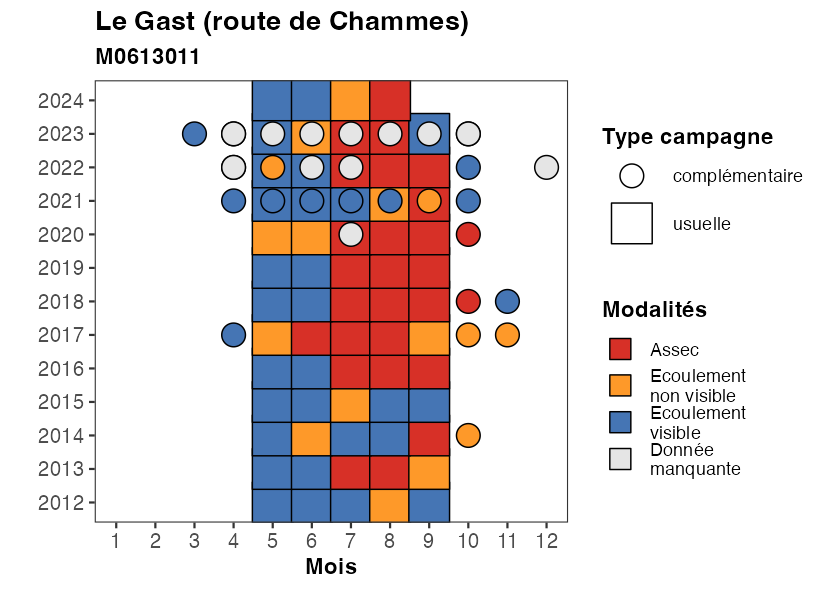 Le Gast (route de Chammes)
M0613011
2024
2023
2022
2021
2020
2019
2018
2017
2016
2015
2014
2013
2012
1 2 3 4 5 6 7 8 9 10 11 12
Mois
Type campagne
complémentaire
usuelle
Modalités
Assec
Ecoulement
non visible
Ecoulement
visible
Donnée
manquante